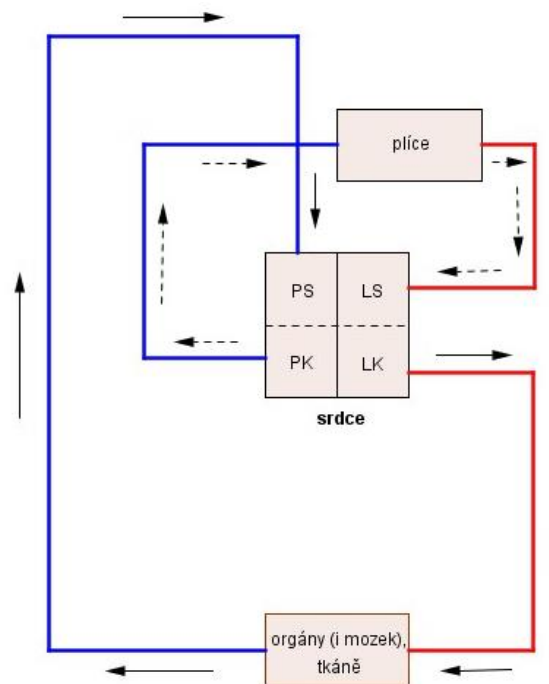 plíce
PS
LS
PK
LK
srdce
orgány (i mozek),
tkáně